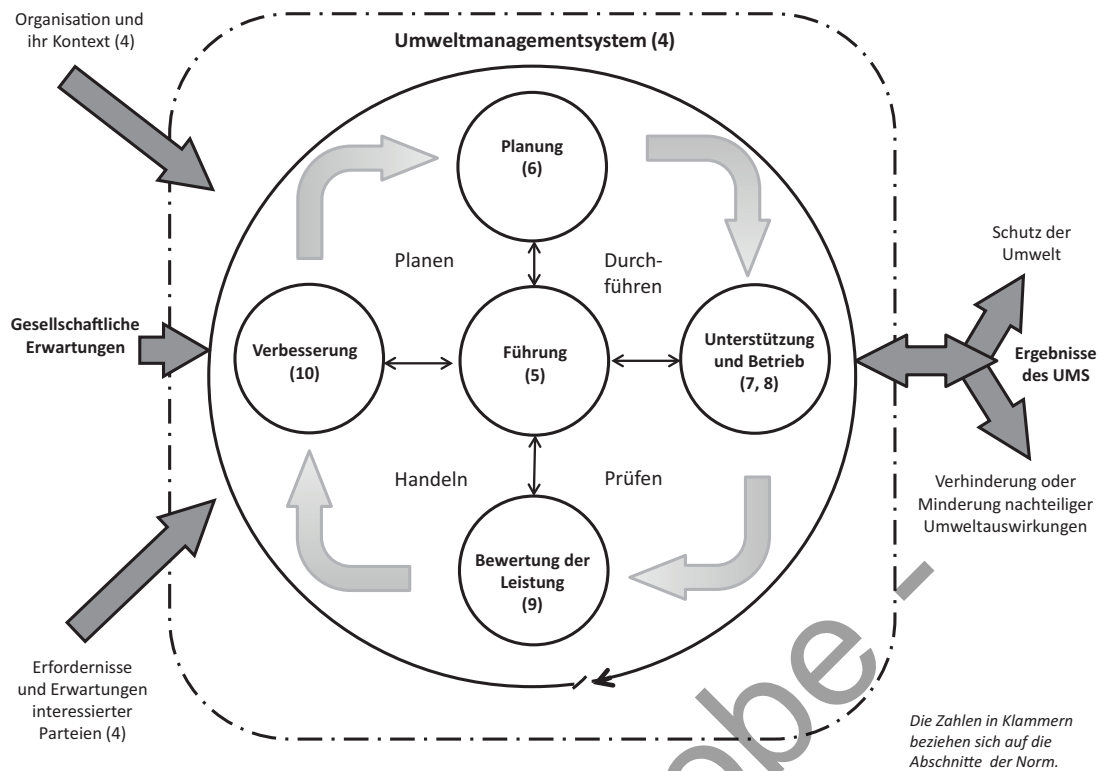 Organisation und
ihr Kontext (4)
Umweltmanagementsystem (4)
Planung
(6)
Planen
Durch-
führen
Schutz der
Umwelt
Gesellschaftliche
Erwartungen
Verbesserung
(10)
Führung
(5)
Unterstützung
und Betrieb
(7, 8)
Ergebnisse
des UMS
Handeln
Prüfen
Verhinderung oder
Minderung nachteiliger
Umweltauswirkungen
Bewertung der
Leistung
(9)
Erfordernisse
und Erwartungen
interessierter
Parteien (4)
Die Zahlen in Klammern
beziehen sich auf die
Abschnitte der Norm.